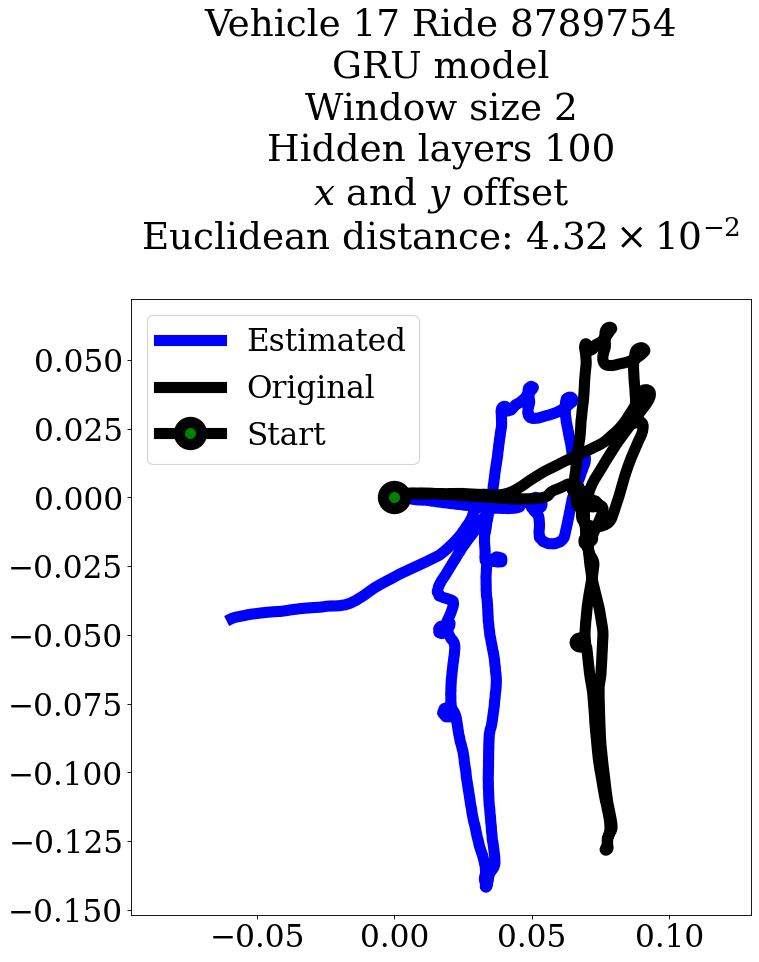 Vehicle 17 Ride 8789754
GRU model
Window size 2
Hidden layers 100
x and y offset
Euclidean distance: 4.32 × 10⁻²
Estimated
Original
Start
0.050
0.025
0.000
−0.025
−0.050
−0.075
−0.100
−0.125
−0.150
−0.05 0.00 0.05 0.10